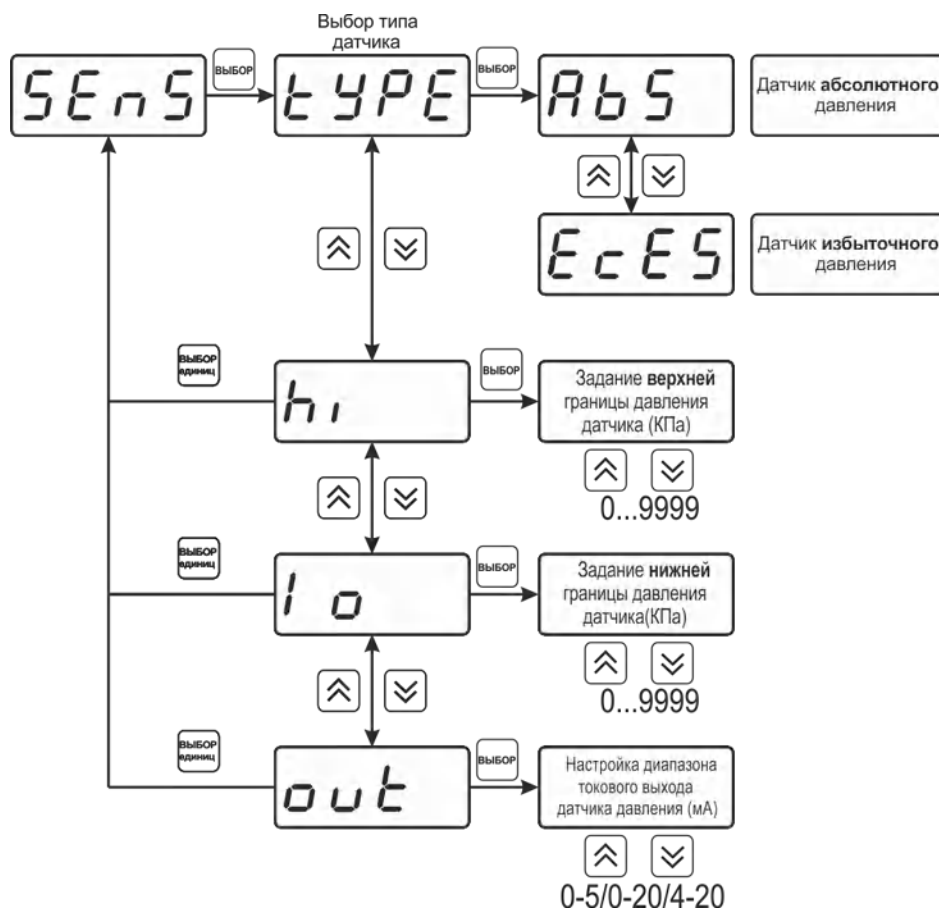 Выбор типа
датчика
SEnS
ВЫБОР
tYPE
ВЫБОР
AbS
Датчик абсолютного
давления
EcES
Датчик избыточного
давления
ВЫБОР
единиц
hi
ВЫБОР
Задание верхней
границы давления
датчика (КПа)
0...9999
ВЫБОР
единиц
lo
ВЫБОР
Задание нижней
границы давления
датчика(КПа)
0...9999
ВЫБОР
единиц
out
ВЫБОР
Настройка диапазона
токового выхода
датчика давления (мА)
0-5/0-20/4-20